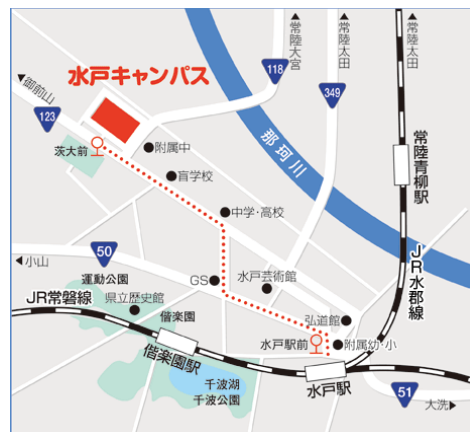 ▲常陸大宮
▲常陸太田
▲常陸太田
水戸キャンパス
118
349
◀御前山
123
那珂川
茨大前
附属中
盲学校
常陸青柳駅
中学・高校
50
◀小山
JR水郡線
運動公園
GS
水戸芸術館
JR常磐線
県立歴史館
偕楽園
弘道館
水戸駅前
附属幼・小
偕楽園駅
千波湖
千波公園
水戸駅
51
大洗▶